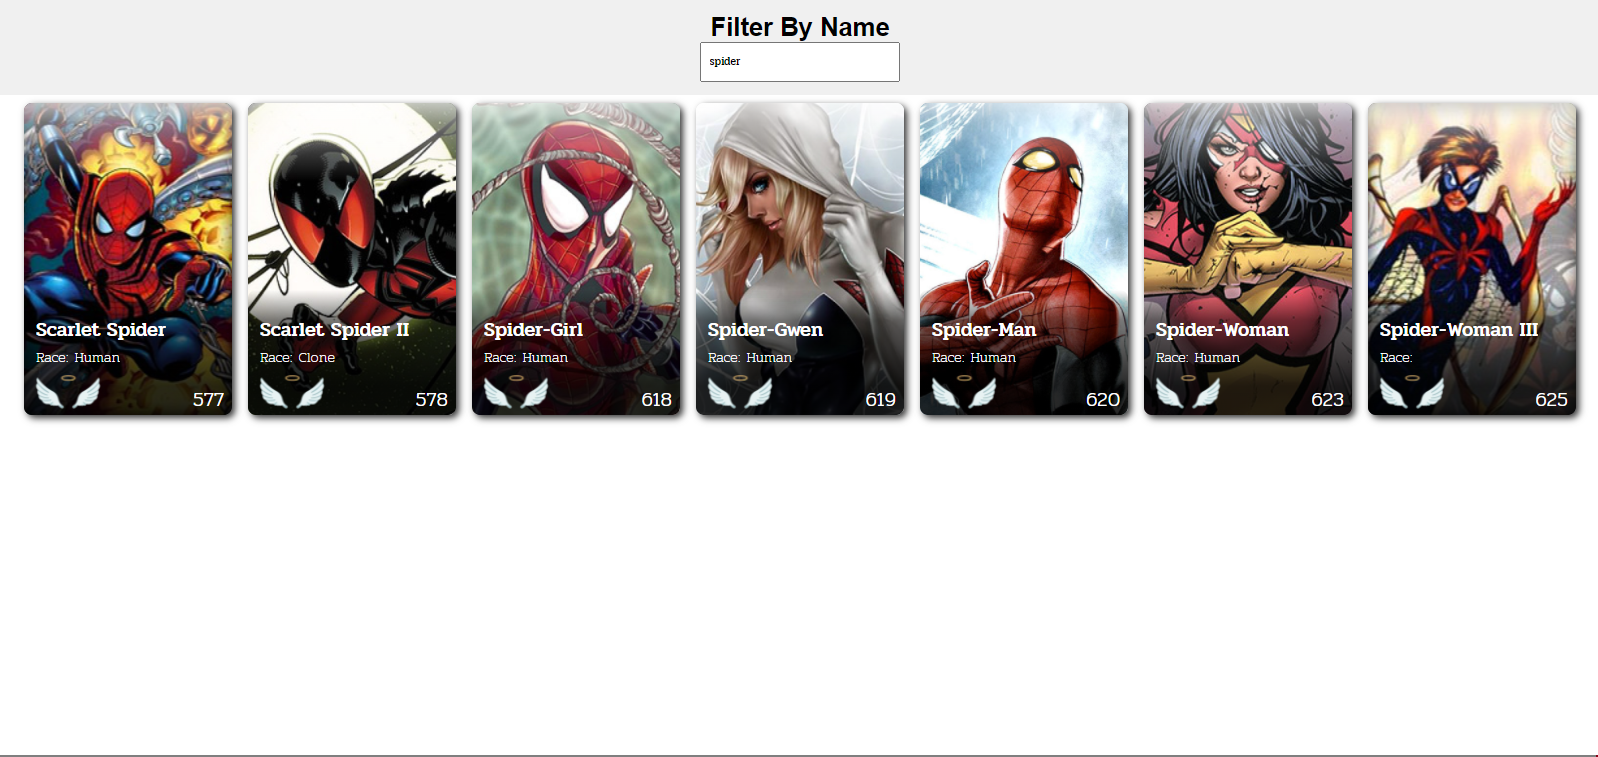 Filter By Name
spider
Scarlet Spider
Race: Human
577
Scarlet Spider II
Race: Clone
578
Spider-Girl
Race: Human
618
Spider-Gwen
Race: Human
619
Spider-Man
Race: Human
620
Spider-Woman
Race: Human
623
Spider-Woman III
Race:
625